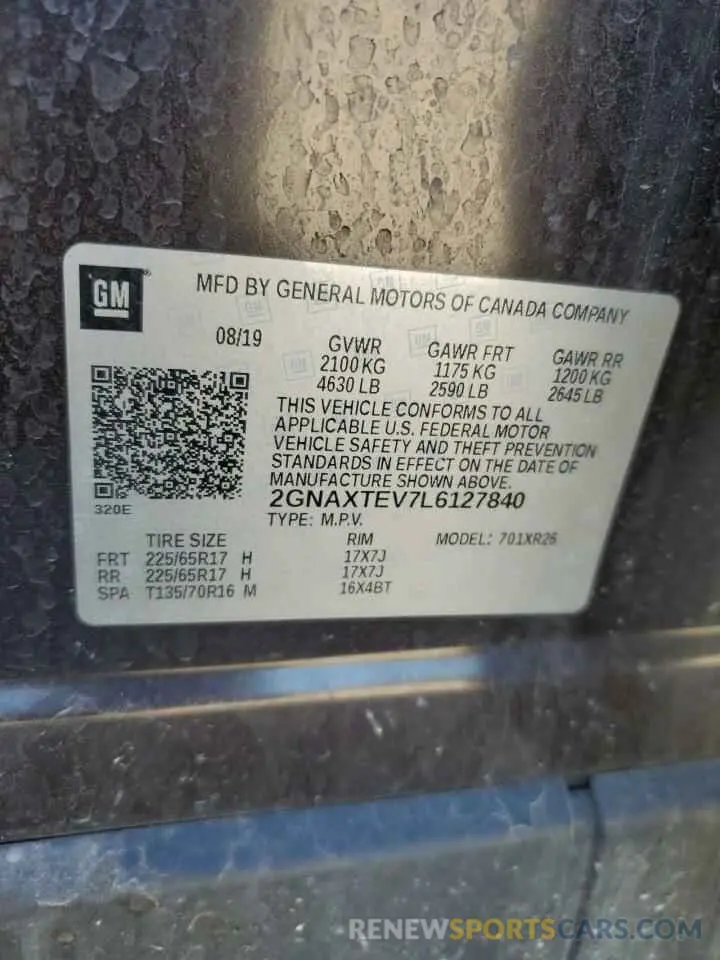 GM
MFD BY GENERAL MOTORS OF CANADA COMPANY
08/19
GVWR GAWR FRT GAWR RR
2100 KG 1175 KG 1200 KG
4630 LB 2590 LB 2645 LB
THIS VEHICLE CONFORMS TO ALL
APPLICABLE U.S. FEDERAL MOTOR
VEHICLE SAFETY AND THEFT PREVENTION
STANDARDS IN EFFECT ON THE DATE OF
MANUFACTURE SHOWN ABOVE.
2GNAXTEV7L6127840
320E
TYPE: M.P.V.
TIRE SIZE RIM MODEL: 701XR26
FRT 225/65R17 H 17X7J
RR 225/65R17 H 17X7J
SPA T135/70R16 M 16X4BT
RENEWSPORTSCARS.COM